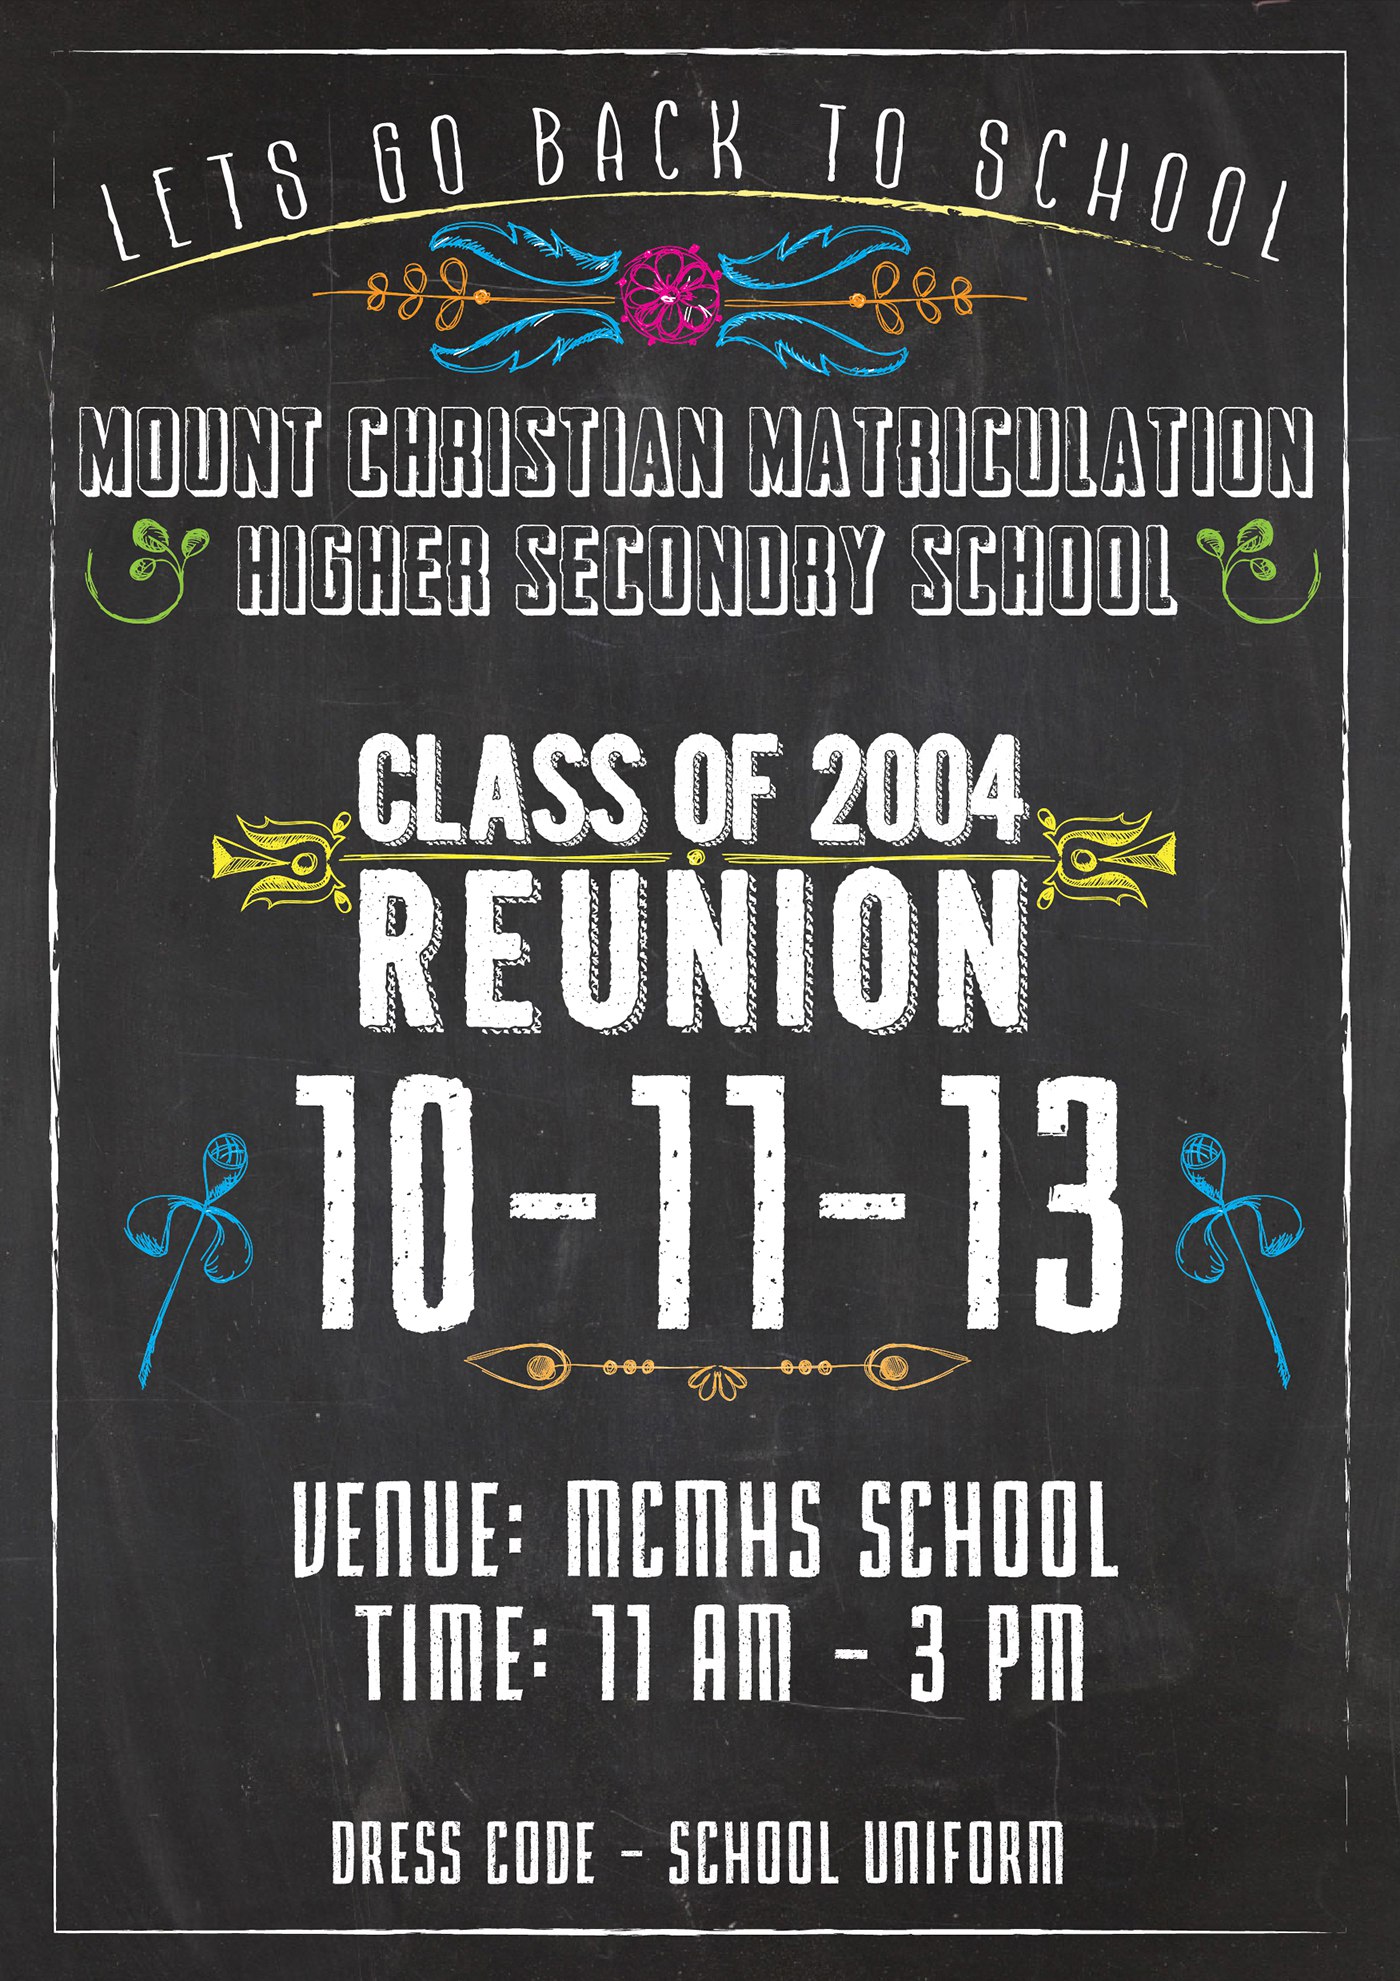 LETS GO BACK TO SCHOOL
MOUNT CHRISTIAN MATRICULATION
HIGHER SECONDRY SCHOOL
CLASS OF 2004
REUNION
10-11-13
VENUE: MCMHS SCHOOL
TIME: 11 AM - 3 PM
DRESS CODE - SCHOOL UNIFORM